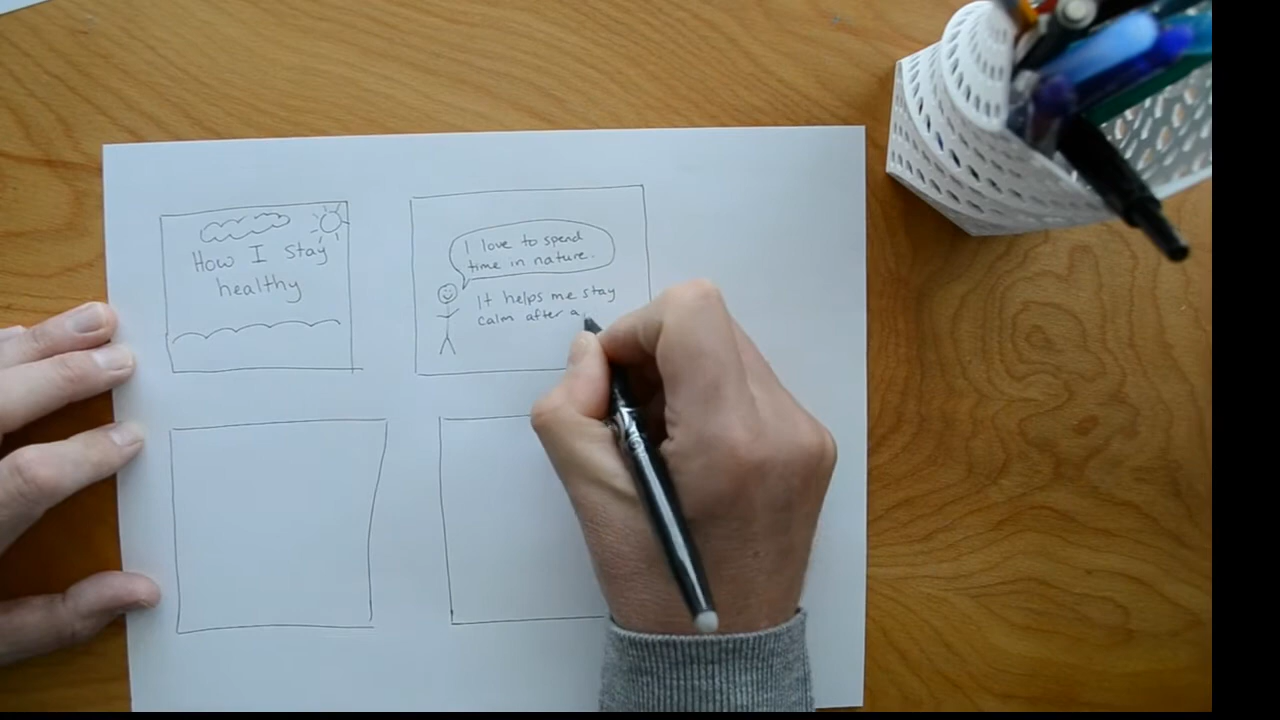 How I stay
healthy
I love to spend
time in nature.
It helps me stay
calm after a